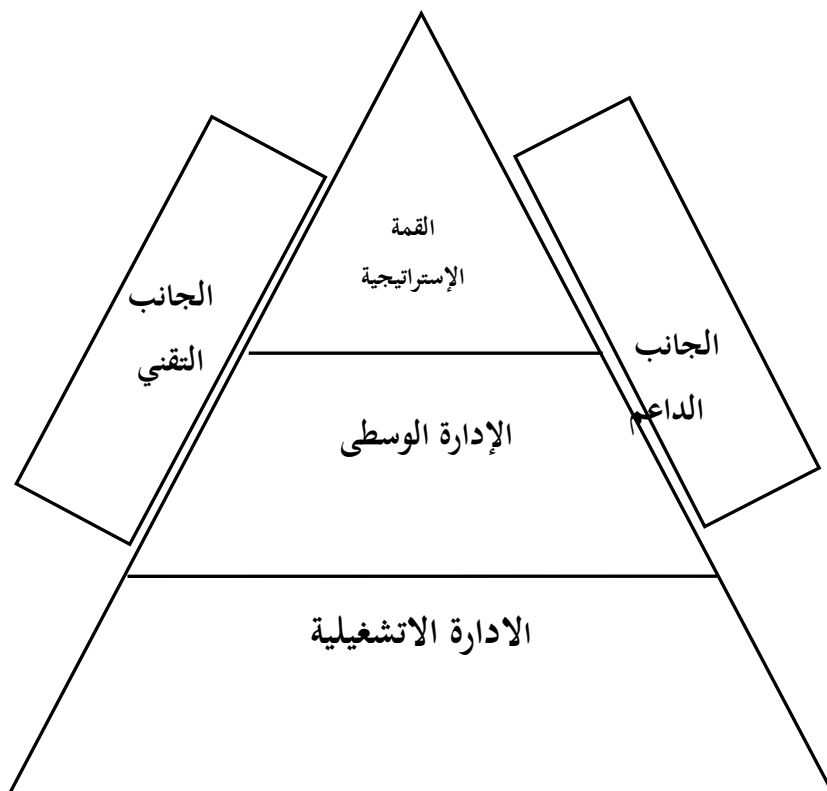 القمة
الإستراتيجية
الجانب
التقني
الجانب
الداعم
الإدارة الوسطى
الادارة الاتشغيلية